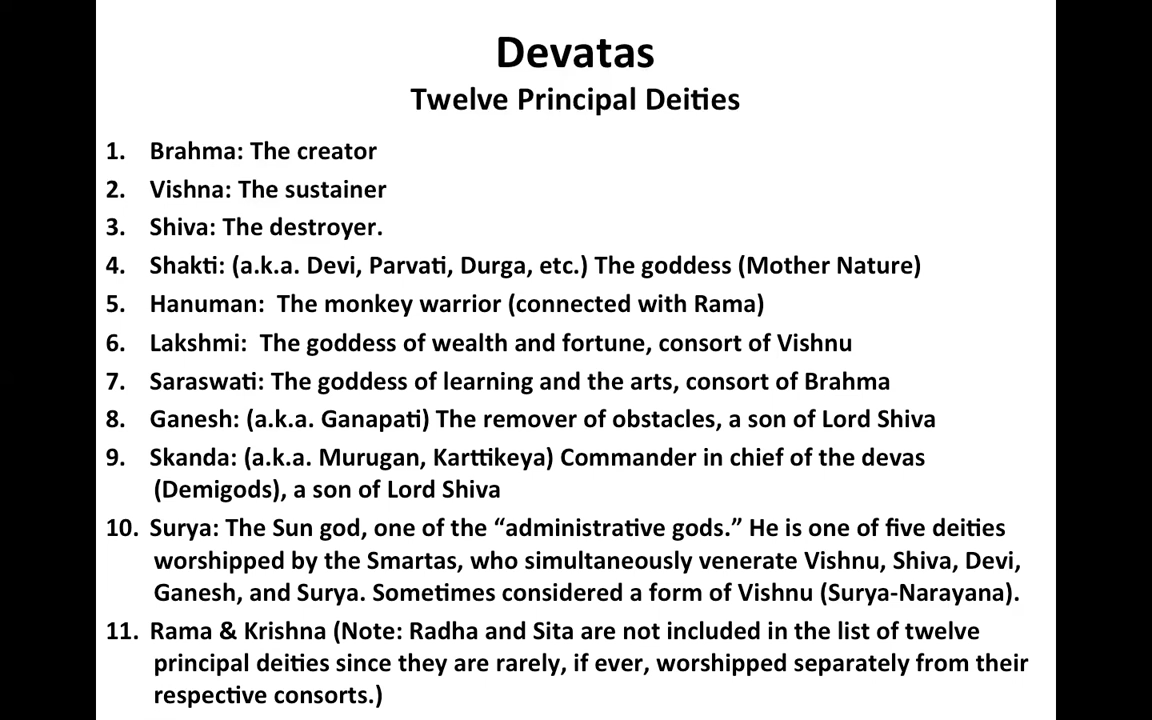 Devatas
Twelve Principal Deities
1. Brahma: The creator
2. Vishna: The sustainer
3. Shiva: The destroyer.
4. Shakti: (a.k.a. Devi, Parvati, Durga, etc.) The goddess (Mother Nature)
5. Hanuman: The monkey warrior (connected with Rama)
6. Lakshmi: The goddess of wealth and fortune, consort of Vishnu
7. Saraswati: The goddess of learning and the arts, consort of Brahma
8. Ganesh: (a.k.a. Ganapati) The remover of obstacles, a son of Lord Shiva
9. Skanda: (a.k.a. Murugan, Karttikeya) Commander in chief of the devas
(Demigods), a son of Lord Shiva
10. Surya: The Sun god, one of the “administrative gods.” He is one of five deities
worshipped by the Smartas, who simultaneously venerate Vishnu, Shiva, Devi,
Ganesh, and Surya. Sometimes considered a form of Vishnu (Surya-Narayana).
11. Rama & Krishna (Note: Radha and Sita are not included in the list of twelve
principal deities since they are rarely, if ever, worshipped separately from their
respective consorts.)